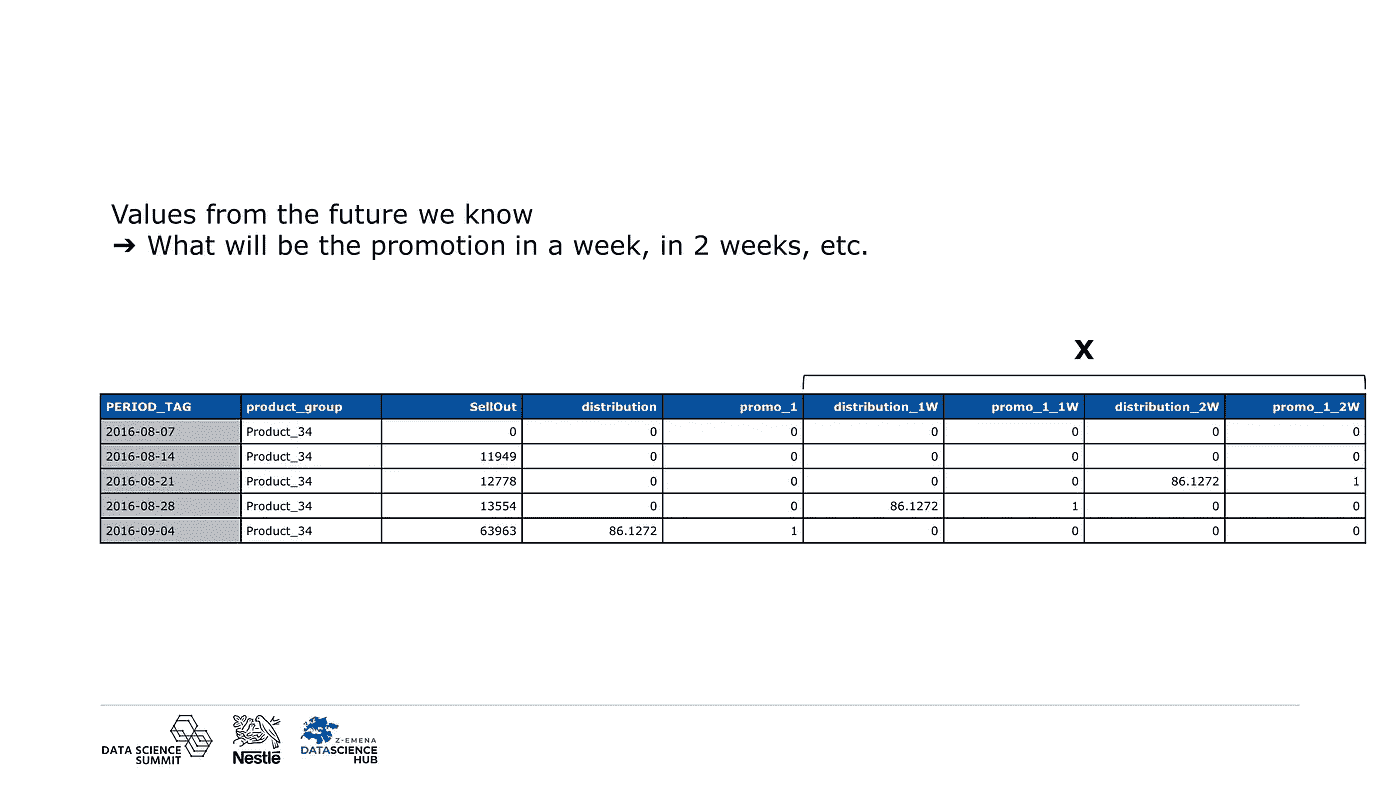 Values from the future we know
➔ What will be the promotion in a week, in 2 weeks, etc.
X
PERIOD_TAG product_group SellOut distribution promo_1 distribution_1W promo_1_1W distribution_2W promo_1_2W
2016-08-07 Product_34 0 0 0 0 0 0 0
2016-08-14 Product_34 11949 0 0 0 0 0 0
2016-08-21 Product_34 12778 0 0 0 0 86.1272 1
2016-08-28 Product_34 13554 0 0 86.1272 1 0 0
2016-09-04 Product_34 63963 86.1272 1 0 0 0 0
DATA SCIENCE
SUMMIT
Nestlé
Z-EMENA
DATASCIENCE
HUB